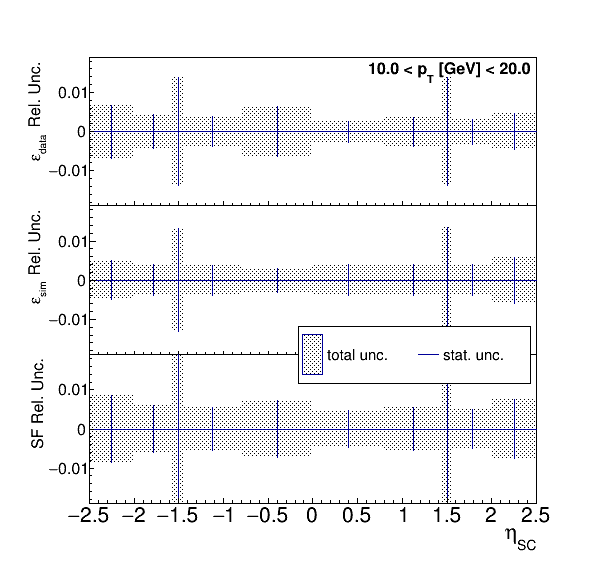 10.0 < p_T [GeV] < 20.0
ε_data Rel. Unc.
0.01
0
−0.01
ε_sim Rel. Unc.
0.01
0
−0.01
total unc. stat. unc.
SF Rel. Unc.
0.01
0
−0.01
−2.5 −2 −1.5 −1 −0.5 0 0.5 1 1.5 2 2.5
η_SC